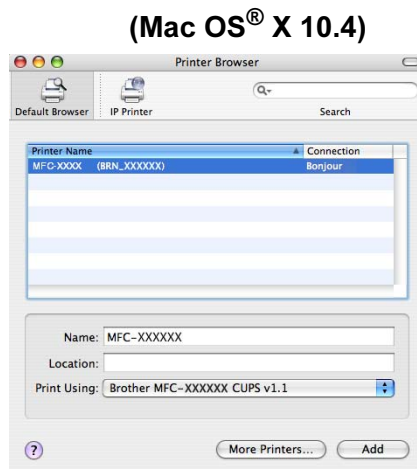 (Mac OS® X 10.4)
Printer Browser
Default Browser IP Printer Search
Printer Name Connection
MFC-XXXX (BRN_XXXXXX) Bonjour
Name: MFC-XXXXXX
Location:
Print Using: Brother MFC-XXXXXX CUPS v1.1
? More Printers... Add